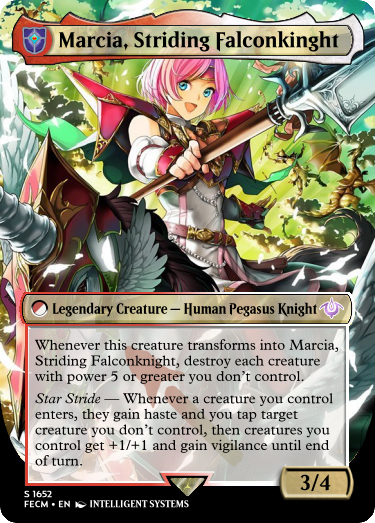 Marcia, Striding Falconkinght
Legendary Creature — Human Pegasus Knight
Whenever this creature transforms into Marcia,
Striding Falconknight, destroy each creature
with power 5 or greater you don't control.
Star Stride — Whenever a creature you control
enters, they gain haste and you tap target
creature you don't control, then creatures you
control get +1/+1 and gain vigilance until end
of turn.
3/4
S 1652
FECM • EN INTELLIGENT SYSTEMS